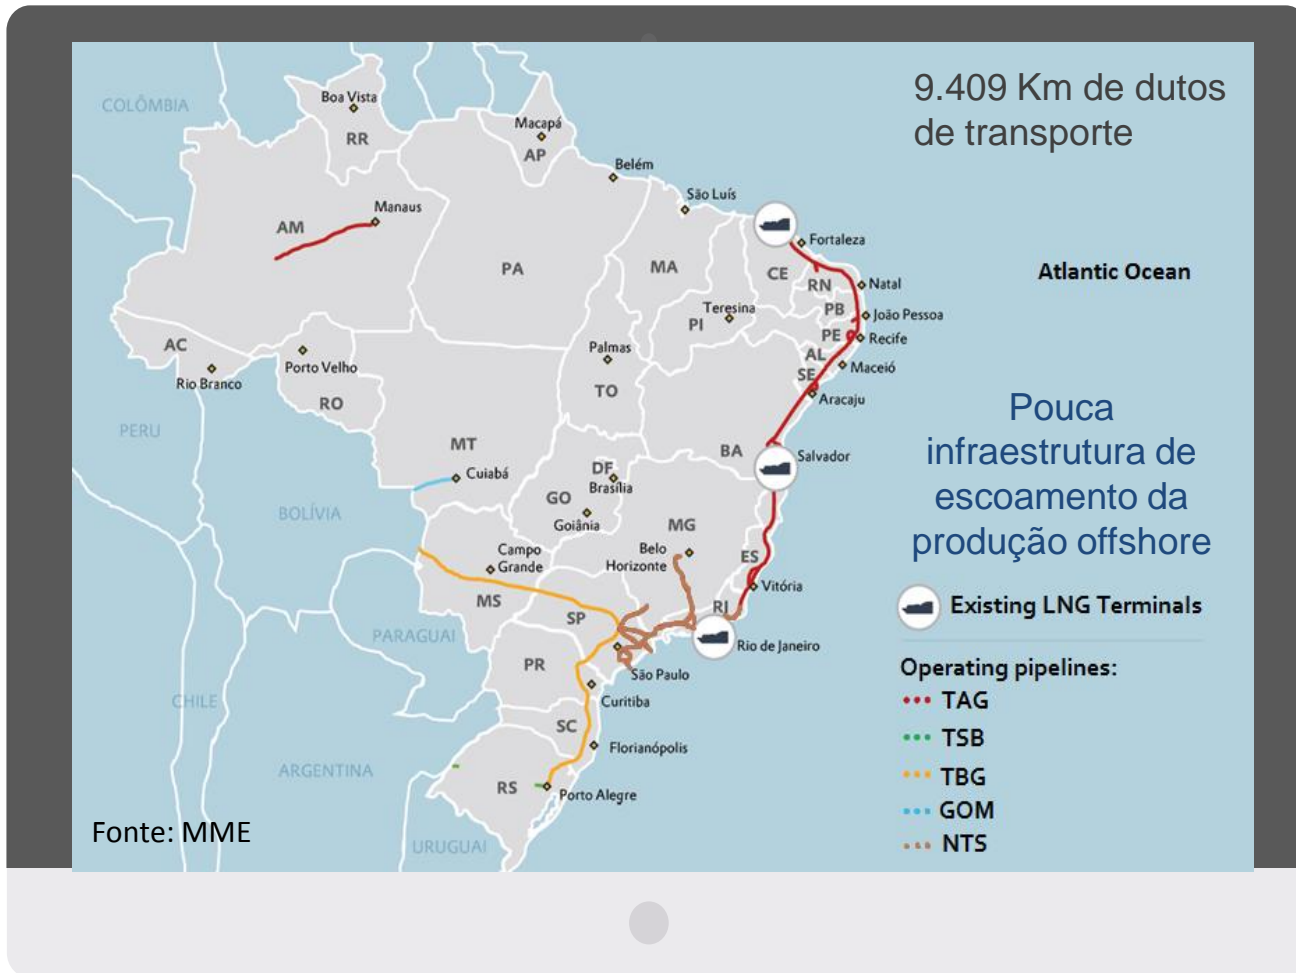 9.409 Km de dutos
de transporte
COLÔMBIA
Boa Vista
RR
Macapá
AP
Belém
São Luís
Manaus
AM
Fortaleza
PA
MA
CE
RN
Natal
Atlantic Ocean
Teresina
PI
PB
João Pessoa
PE
Recife
AC
Rio Branco
Porto Velho
RO
Palmas
TO
AL
Maceió
SE
Aracaju
PERU
MT
Cuiabá
BA
Salvador
Pouca
infraestrutura de
escoamento da
produção offshore
DF
Brasília
GO
Goiânia
BOLÍVIA
MG
Belo
Horizonte
ES
Vitória
Campo
Grande
MS
SP
RJ
Rio de Janeiro
Existing LNG Terminals
PARAGUAI
PR
São Paulo
Curitiba
CHILE
SC
Florianópolis
ARGENTINA
RS
Porto Alegre
URUGUAI
Operating pipelines:
TAG
TSB
TBG
GOM
NTS
Fonte: MME